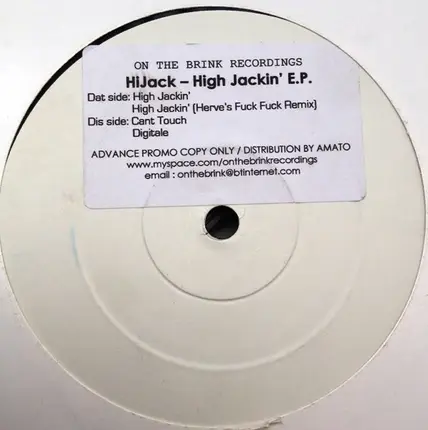 ON THE BRINK RECORDINGS
HiJack – High Jackin' E.P.
Dat side: High Jackin'
High Jackin' (Herve's Fuck Fuck Remix)
Dis side: Cant Touch
Digitale
ADVANCE PROMO COPY ONLY / DISTRIBUTION BY AMATO
www.myspace.com/onthebrinkrecordings
email : onthebrink@btinternet.com